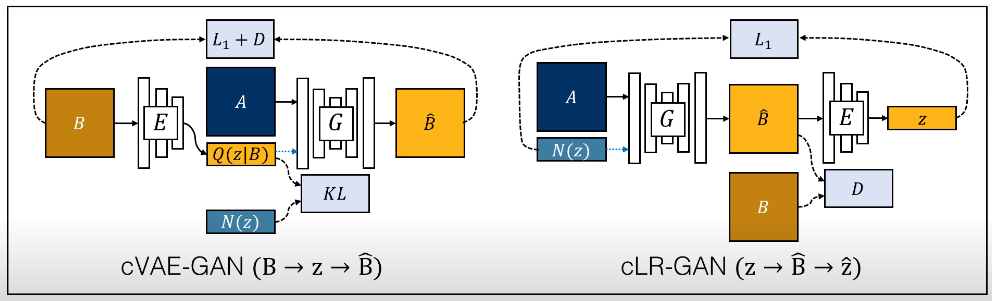 L₁ + D
B
E
A
G
B̂
Q(z|B)
KL
N(z)
cVAE-GAN (B → z → B̂)
L₁
A
N(z)
G
B̂
E
z
B
D
cLR-GAN (z → B̂ → ẑ)